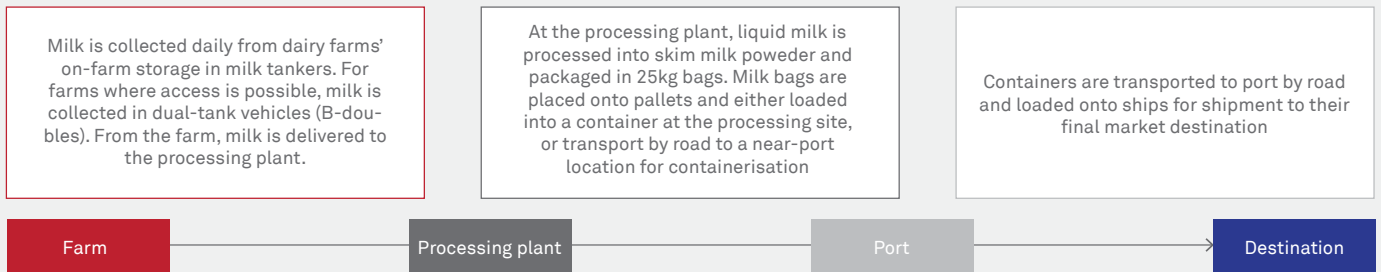 Milk is collected daily from dairy farms’
on-farm storage in milk tankers. For
farms where access is possible, milk is
collected in dual-tank vehicles (B-dou-
bles). From the farm, milk is delivered to
the processing plant.
At the processing plant, liquid milk is
processed into skim milk poweder and
packaged in 25kg bags. Milk bags are
placed onto pallets and either loaded
into a container at the processing site,
or transport by road to a near-port
location for containerisation
Containers are transported to port by road
and loaded onto ships for shipment to their
final market destination
Farm
Processing plant
Port
Destination